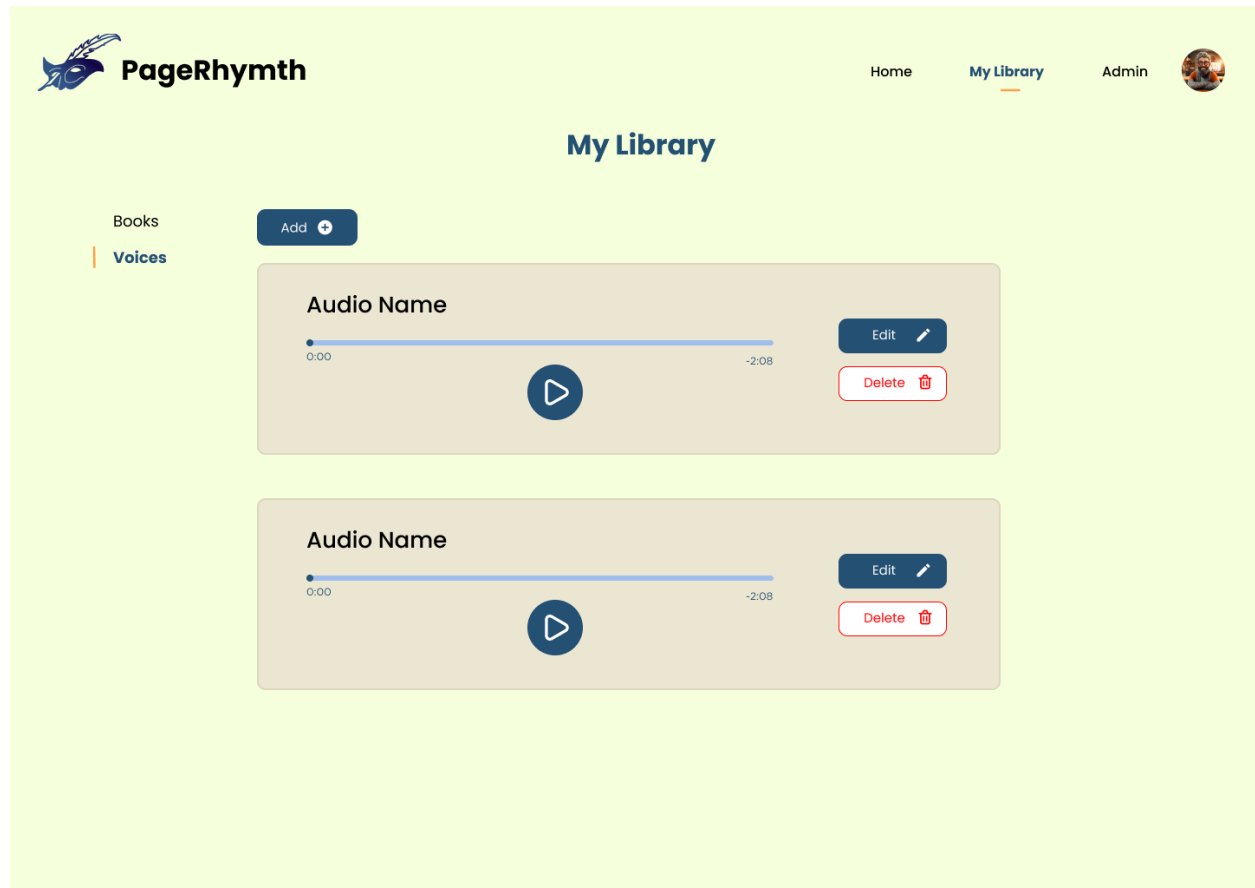 PageRhymth
Home My Library Admin
My Library
Books
Voices
Add
Audio Name
0:00
-2:08
Edit
Delete
Audio Name
0:00
-2:08
Edit
Delete